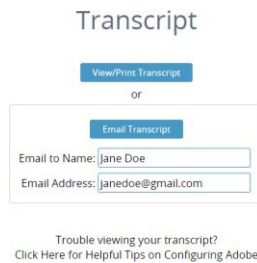 Transcript
View/Print Transcript
or
Email Transcript
Email to Name: Jane Doe
Email Address: janedoe@gmail.com
Trouble viewing your transcript?
Click Here for Helpful Tips on Configuring Adobe